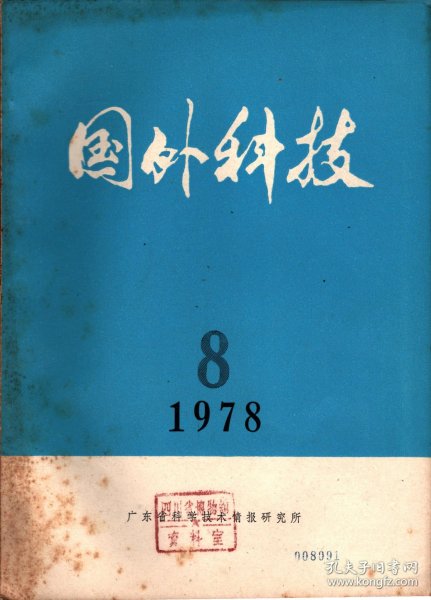 国外科技
8
1978
广东省科学技术情报研究所
资料室
008091
孔夫子旧书网
www.kongfz.com